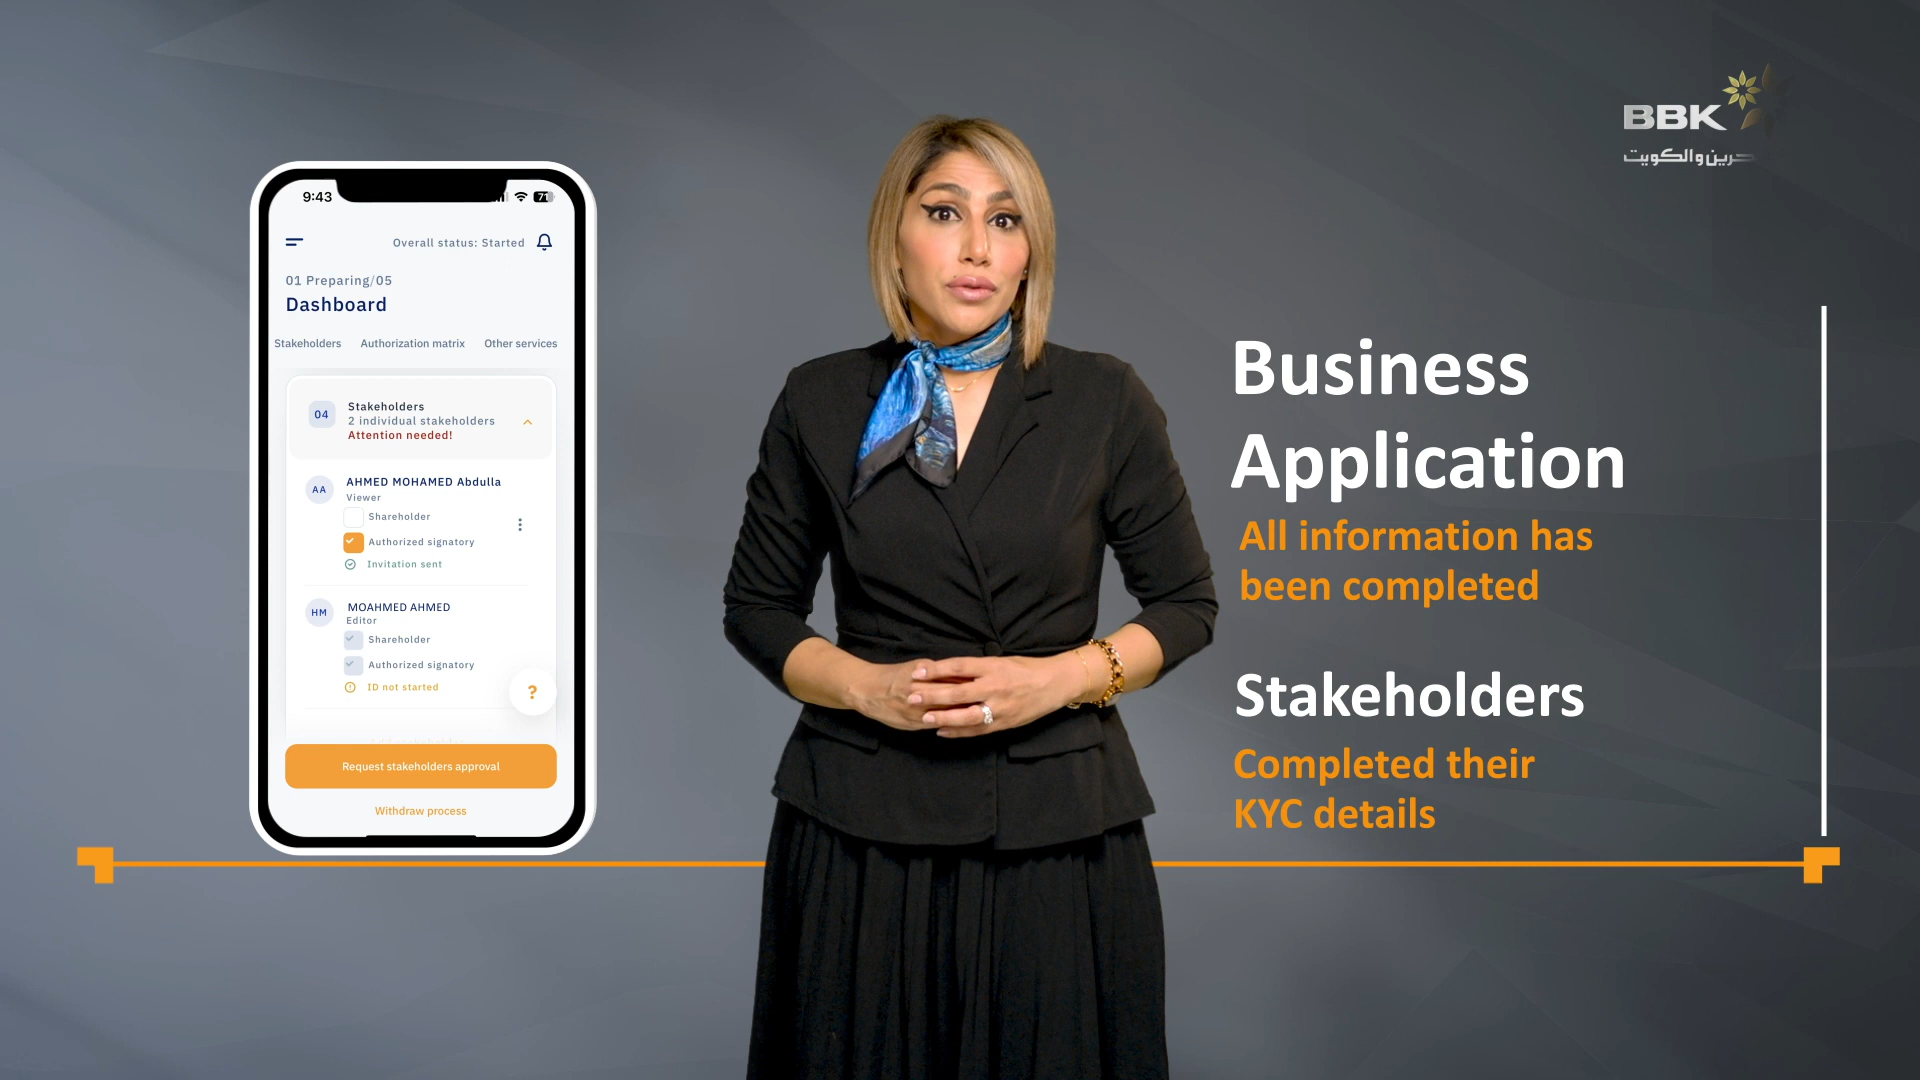 BBK
9:43
71
Overall status: Started
01 Preparing/05
Dashboard
Stakeholders Authorization matrix Other services
04
Stakeholders
2 individual stakeholders
Attention needed!
AA
AHMED MOHAMED Abdulla
Viewer
Shareholder
Authorized signatory
Invitation sent
HM
MOAHMED AHMED
Editor
Shareholder
Authorized signatory
ID not started
?
Request stakeholders approval
Withdraw process
Business
Application
All information has
been completed
Stakeholders
Completed their
KYC details